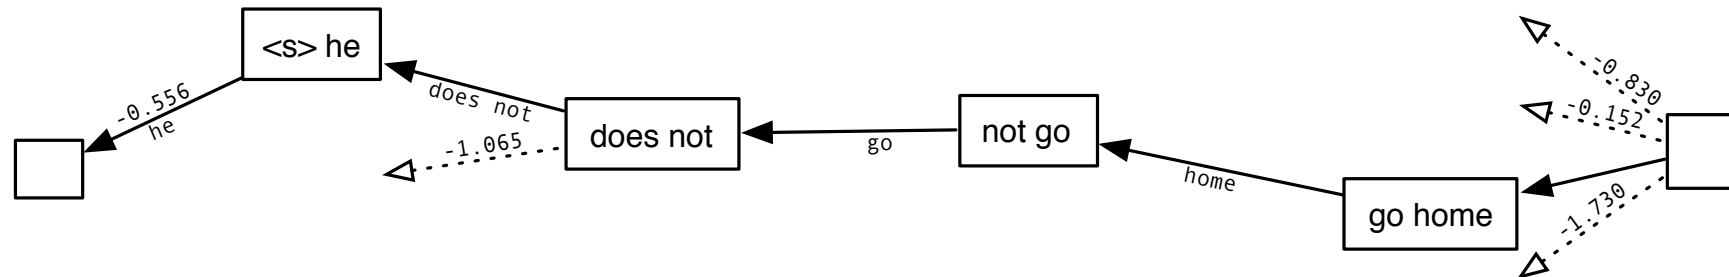 <s> he
-0.556
he
does not
-1.065
does not
go
not go
home
go home
-0.830
-0.152
-1.730